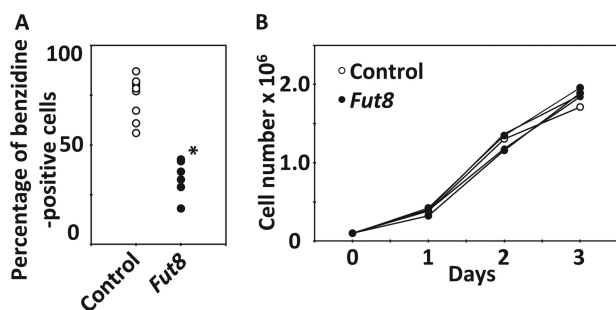 A
Percentage of benzidine
-positive cells
100
50
0
Control
Fut8
*
B
Cell number x 10⁶
2.0
1.0
0
Control
Fut8
0 1 2 3
Days